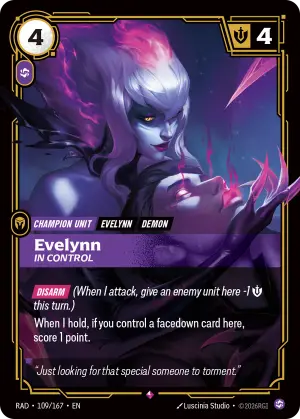 4
4
CHAMPION UNIT EVELYNN DEMON
Evelynn
IN CONTROL
DISARM (When I attack, give an enemy unit here -1
this turn.)
When I hold, if you control a facedown card here,
score 1 point.
"Just looking for that special someone to torment."
RAD • 109/167 • EN
Luscinia Studio • ©2026RGI